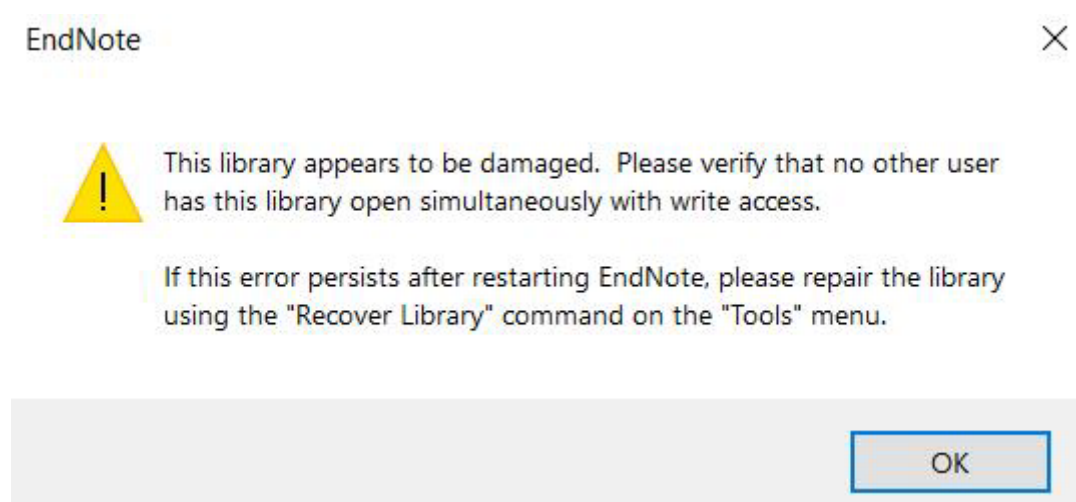 EndNote
This library appears to be damaged.  Please verify that no other user
has this library open simultaneously with write access.
If this error persists after restarting EndNote, please repair the library
using the "Recover Library" command on the "Tools" menu.
OK